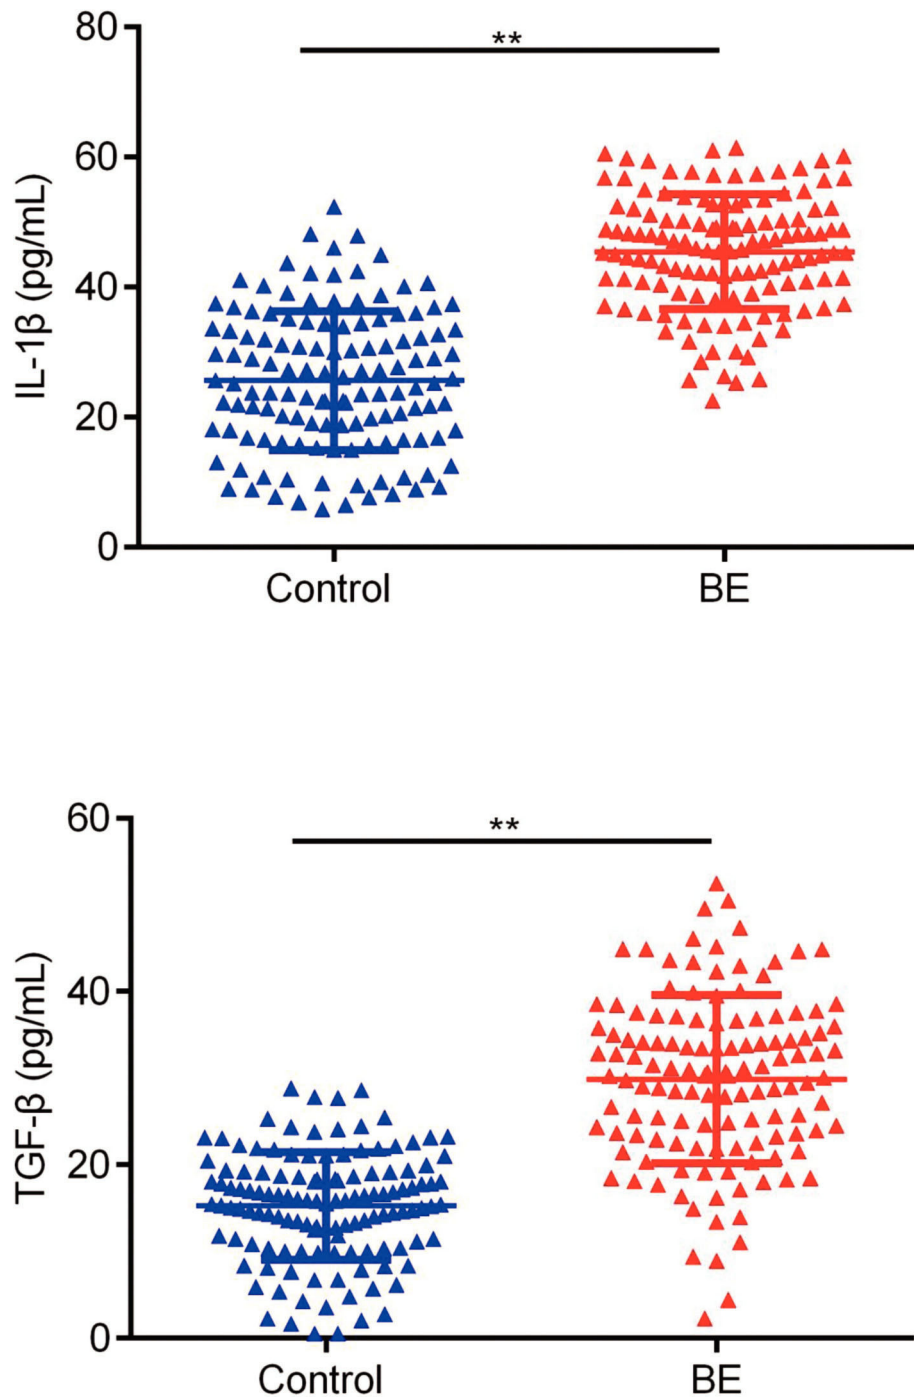 **
80
60
40
20
0
IL-1β (pg/mL)
Control
BE
**
60
40
20
0
TGF-β (pg/mL)
Control
BE